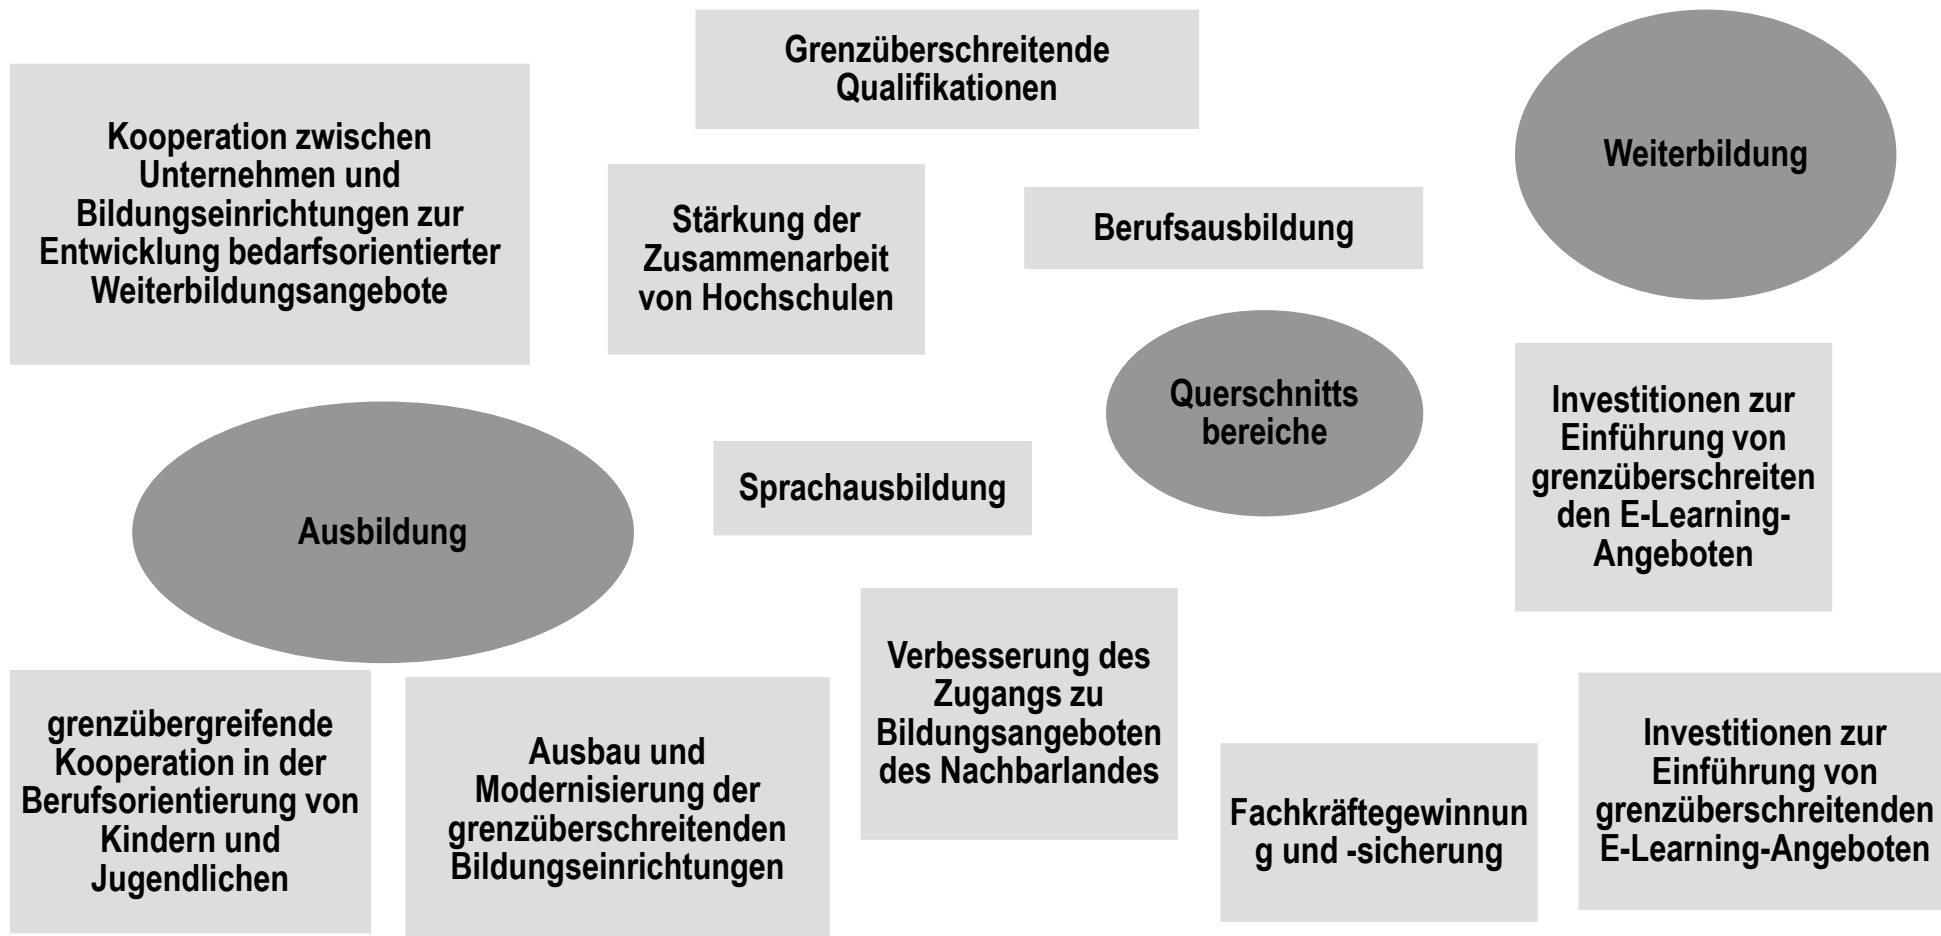 Grenzüberschreitende
Qualifikationen
Kooperation zwischen
Unternehmen und
Bildungseinrichtungen zur
Entwicklung bedarfsorientierter
Weiterbildungsangebote
Stärkung der
Zusammenarbeit
von Hochschulen
Berufsausbildung
Weiterbildung
Querschnitts
bereiche
Investitionen zur
Einführung von
grenzüberschreiten
den E-Learning-
Angeboten
Ausbildung
Sprachausbildung
Verbesserung des
Zugangs zu
Bildungsangeboten
des Nachbarlandes
grenzübergreifende
Kooperation in der
Berufsorientierung von
Kindern und
Jugendlichen
Ausbau und
Modernisierung der
grenzüberschreitenden
Bildungseinrichtungen
Fachkräftegewinnun
g und -sicherung
Investitionen zur
Einführung von
grenzüberschreitenden
E-Learning-Angeboten